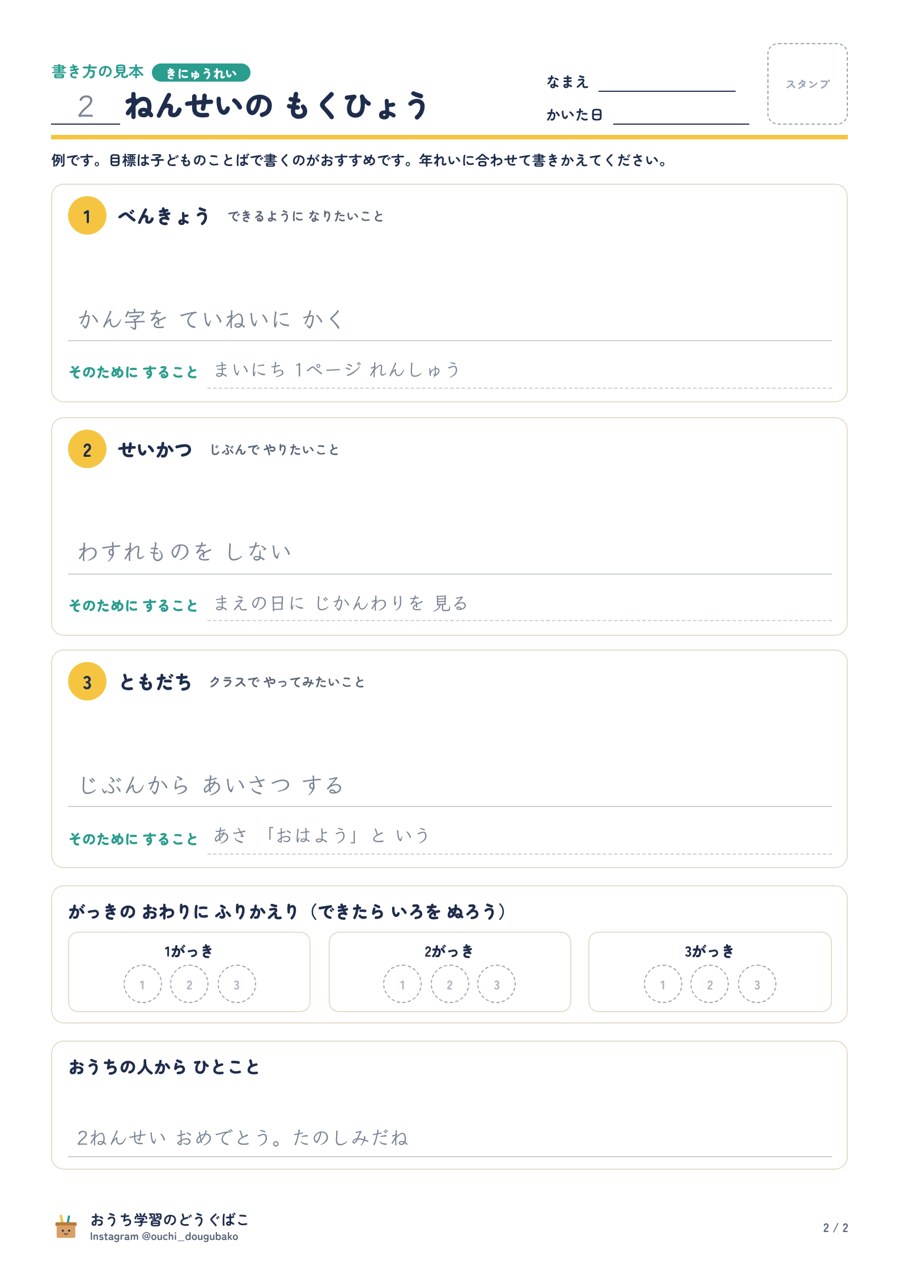 書き方の見本 きにゅうれい
2 ねんせいの もくひょう
なまえ
かいた日
スタンプ
例です。目標は子どものことばで書くのがおすすめです。年れいに合わせて書きかえてください。
1 べんきょう できるように なりたいこと
かん字を ていねいに かく
そのために すること まいにち 1ページ れんしゅう
2 せいかつ じぶんで やりたいこと
わすれものを しない
そのために すること まえの日に じかんわりを 見る
3 ともだち クラスで やってみたいこと
じぶんから あいさつ する
そのために すること あさ 「おはよう」と いう
がっきの おわりに ふりかえり（できたら いろを ぬろう）
1がっき
1 2 3
2がっき
1 2 3
3がっき
1 2 3
おうちの人から ひとこと
2ねんせい おめでとう。たのしみだね
おうち学習のどうぐばこ
Instagram @ouchi_dougubako
2 / 2